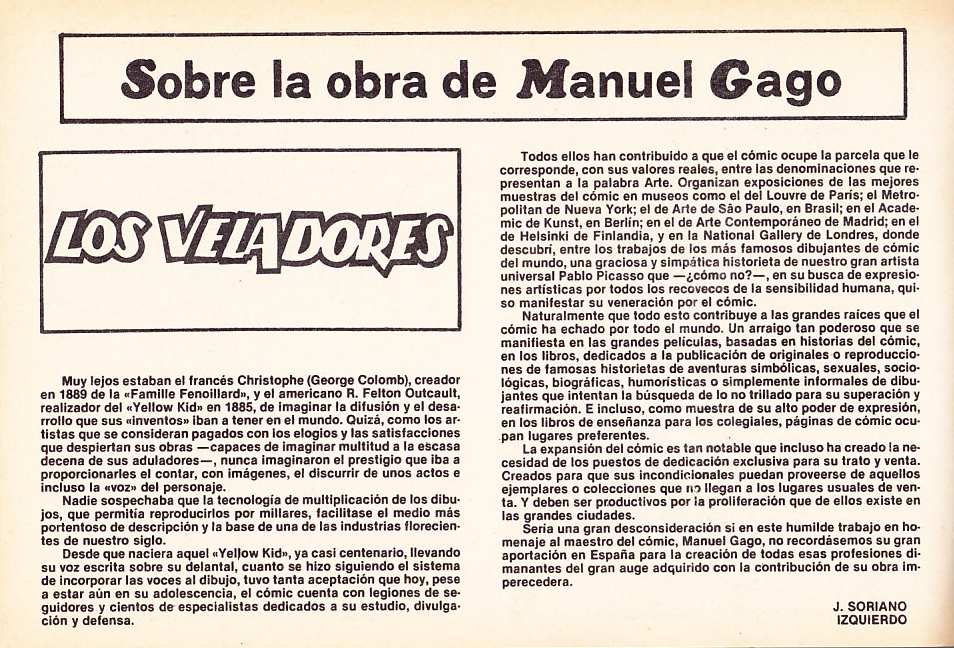 Sobre la obra de Manuel Gago
LOS VELADORES
Muy lejos estaban el francés Christophe (George Colomb), creador
en 1889 de la «Famille Fenoillard», y el americano R. Felton Outcault,
realizador del «Yellow Kid» en 1885, de imaginar la difusión y el desa-
rrollo que sus «inventos» iban a tener en el mundo. Quizá, como los ar-
tistas que se consideran pagados con los elogios y las satisfacciones
que despiertan sus obras —capaces de imaginar multitud a la escasa
decena de sus aduladores—, nunca imaginaron el prestigio que iba a
proporcionarles el contar, con imágenes, el discurrir de unos actos e
incluso la «voz» del personaje.
Nadie sospechaba que la tecnología de multiplicación de los dibu-
jos, que permitía reproducirlos por millares, facilitase el medio más
portentoso de descripción y la base de una de las industrias florecien-
tes de nuestro siglo.
Desde que naciera aquel «Yellow Kid», ya casi centenario, llevando
su voz escrita sobre su delantal, cuanto se hizo siguiendo el sistema
de incorporar las voces al dibujo, tuvo tanta aceptación que hoy, pese
a estar aún en su adolescencia, el cómic cuenta con legiones de se-
guidores y cientos de especialistas dedicados a su estudio, divulga-
ción y defensa.
Todos ellos han contribuido a que el cómic ocupe la parcela que le
corresponde, con sus valores reales, entre las denominaciones que re-
presentan a la palabra Arte. Organizan exposiciones de las mejores
muestras del cómic en museos como el del Louvre de París; el Metro-
politan de Nueva York; el de Arte de São Paulo, en Brasil; en el Acade-
mic de Kunst, en Berlín; en el de Arte Contemporáneo de Madrid; en el
de Helsinki de Finlandia, y en la National Gallery de Londres, donde
descubrí, entre los trabajos de los más famosos dibujantes de cómic
del mundo, una graciosa y simpática historieta de nuestro gran artista
universal Pablo Picasso que —¿cómo no?—, en su busca de expresio-
nes artísticas por todos los recovecos de la sensibilidad humana, qui-
so manifestar su veneración por el cómic.
Naturalmente que todo esto contribuye a las grandes raíces que el
cómic ha echado por todo el mundo. Un arraigo tan poderoso que se
manifiesta en las grandes películas, basadas en historias del cómic,
en los libros, dedicados a la publicación de originales o reproduccio-
nes de famosas historietas de aventuras simbólicas, sexuales, socio-
lógicas, biográficas, humorísticas o simplemente informales de dibu-
jantes que intentan la búsqueda de lo no trillado para su superación y
reafirmación. E incluso, como muestra de su alto poder de expresión,
en los libros de enseñanza para los colegiales, páginas de cómic ocu-
pan lugares preferentes.
La expansión del cómic es tan notable que incluso ha creado la ne-
cesidad de los puestos de dedicación exclusiva para su trato y venta.
Creados para que sus incondicionales puedan proveerse de aquellos
ejemplares o colecciones que no llegan a los lugares usuales de ven-
ta. Y deben ser productivos por la proliferación que de ellos existe en
las grandes ciudades.
Sería una gran desconsideración si en este humilde trabajo en ho-
menaje al maestro del cómic, Manuel Gago, no recordásemos su gran
aportación en España para la creación de todas esas profesiones di-
manantes del gran auge adquirido con la contribución de su obra im-
perecedera.
J. SORIANO
IZQUIERDO